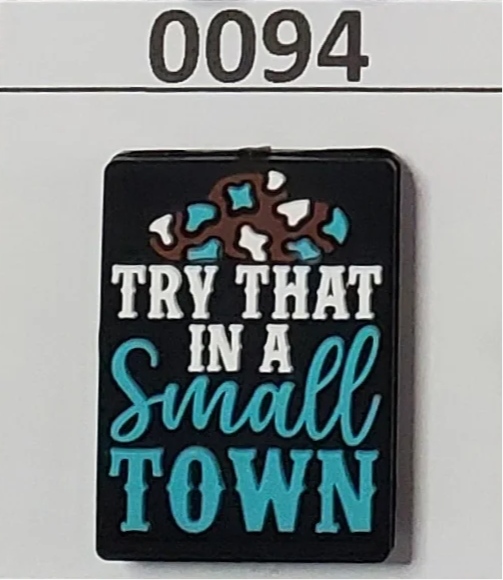 0094
TRY THAT
IN A
Small
TOWN